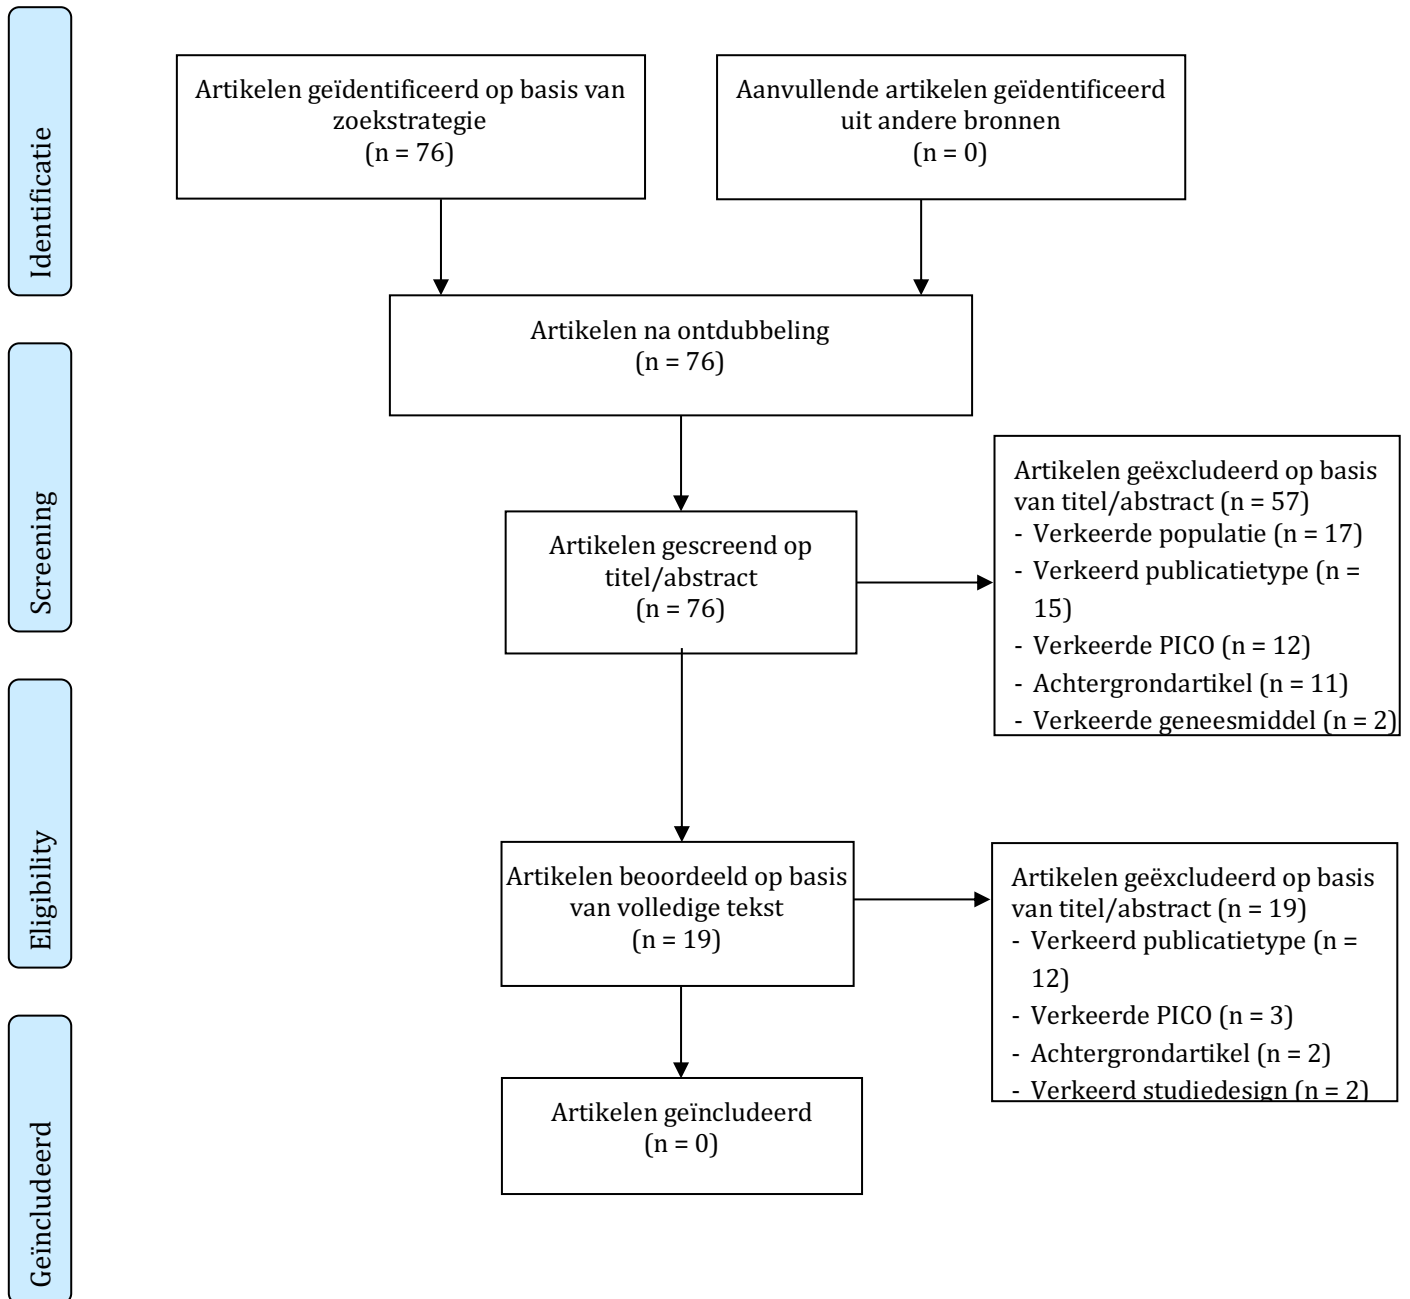 Identificatie
Artikelen geïdentificeerd op basis van
zoekstrategie
(n = 76)
Aanvullende artikelen geïdentificeerd
uit andere bronnen
(n = 0)
Artikelen na ontdubbeling
(n = 76)
Screening
Artikelen gescreend op
titel/abstract
(n = 76)
Artikelen geëxcludeerd op basis
van titel/abstract (n = 57)
- Verkeerde populatie (n = 17)
- Verkeerd publicatietype (n =
15)
- Verkeerde PICO (n = 12)
- Achtergrondartikel (n = 11)
- Verkeerde geneesmiddel (n = 2)
Eligibility
Artikelen beoordeeld op basis
van volledige tekst
(n = 19)
Artikelen geëxcludeerd op basis
van titel/abstract (n = 19)
- Verkeerd publicatietype (n =
12)
- Verkeerde PICO (n = 3)
- Achtergrondartikel (n = 2)
- Verkeerd studiedesign (n = 2)
Geïncludeerd
Artikelen geïncludeerd
(n = 0)